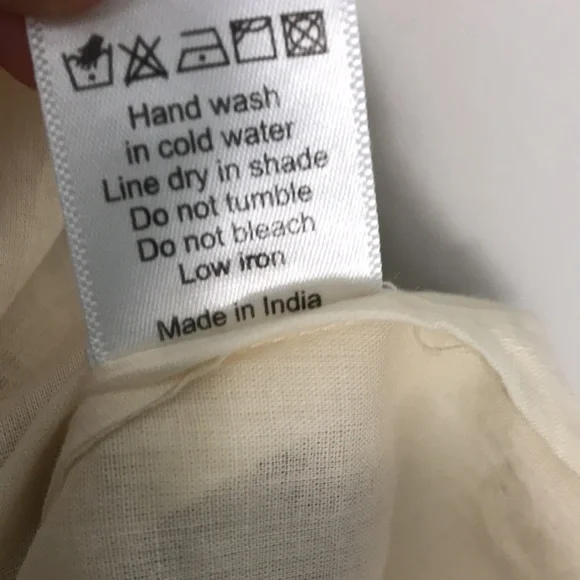 Hand wash
in cold water
Line dry in shade
Do not tumble
Do not bleach
Low iron
Made in India